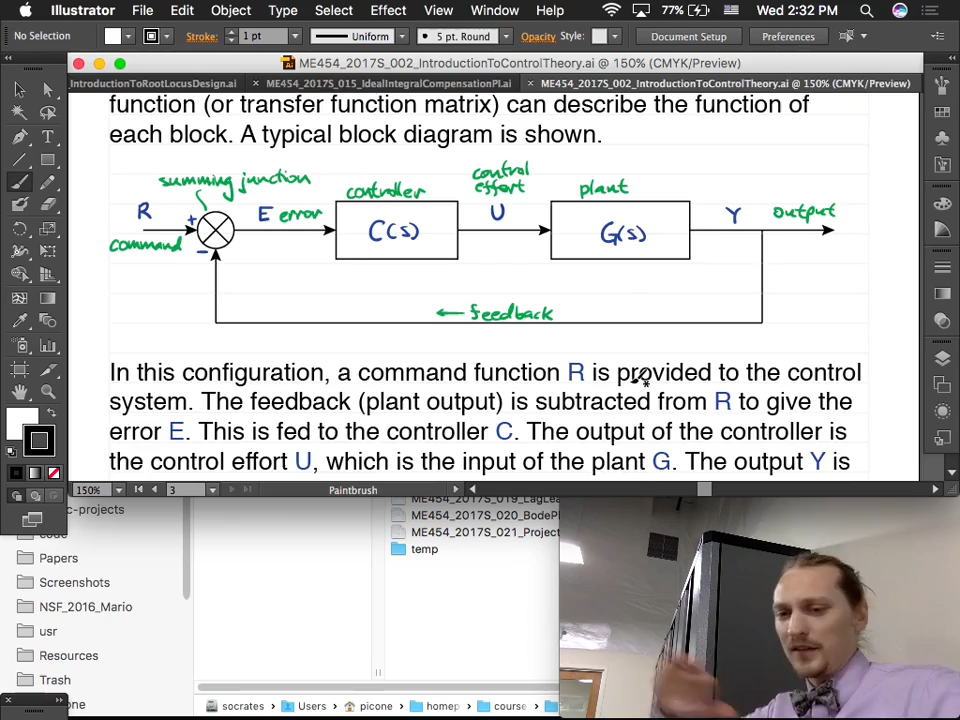 Illustrator File Edit Object Type Select Effect View Window Help 77% Wed 2:32 PM
No Selection Stroke: 1 pt Uniform 5 pt. Round Opacity Style: Document Setup Preferences
ME454_2017S_002_IntroductionToControlTheory.ai @ 150% (CMYK/Preview)
IntroductionToRootLocusDesign.ai ME454_2017S_015_IdealIntegralCompensationPI.ai ME454_2017S_002_IntroductionToControlTheory.ai @ 150% (CMYK/Preview)
function (or transfer function matrix) can describe the function of
each block. A typical block diagram is shown.
summing junction
controller
control
effort
plant
R
+
E error
C(s)
U
G(s)
Y
output
command
-
← feedback
In this configuration, a command function R is provided to the control
system. The feedback (plant output) is subtracted from R to give the
error E. This is fed to the controller C. The output of the controller is
the control effort U, which is the input of the plant G. The output Y is
150% 3 Paintbrush
c-projects
code
Papers
Screenshots
NSF_2016_Mario
usr
Resources
Trash
ME454_2017S_019_LagLea
ME454_2017S_020_BodePl
ME454_2017S_021_Project
temp
socrates Users picone homep course